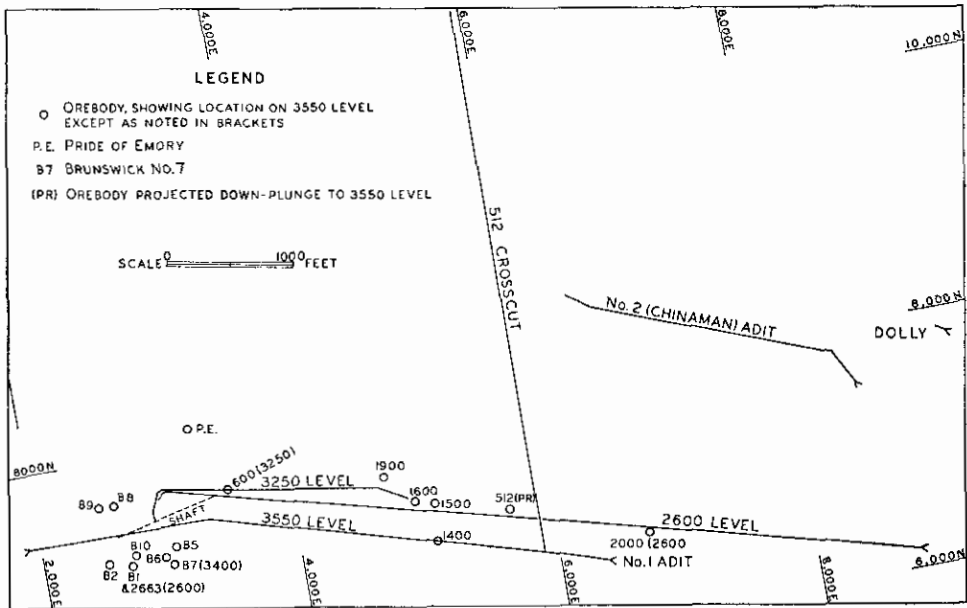 4,000E
6,000E
8,000E
10,000N
LEGEND
OREBODY, SHOWING LOCATION ON 3550 LEVEL
EXCEPT AS NOTED IN BRACKETS
P.E. PRIDE OF EMORY
B7 BRUNSWICK NO.7
(PR) OREBODY PROJECTED DOWN-PLUNGE TO 3550 LEVEL
SCALE 0 1000 FEET
512 CROSSCUT
No.2 (CHINAMAN) ADIT
8,000N
DOLLY
P.E.
8000N
600(3250)
3250 LEVEL
1900
1600
1500
512(PR)
B9
B8
SHAFT
3550 LEVEL
1400
2600 LEVEL
2000(2600
B10
B5
B6
B7(3400)
B2
B1
&2663(2600)
No.1 ADIT
2,000E
4,000E
6,000E
8,000E
6,000N